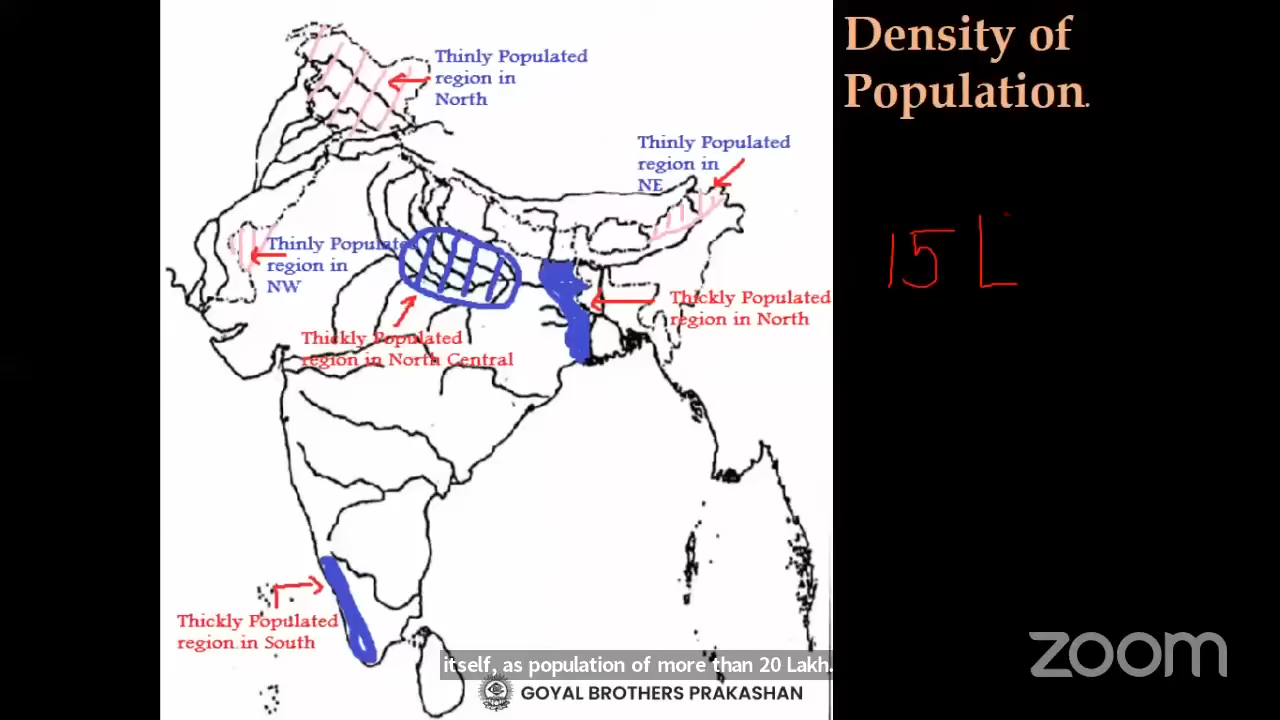 Density of
Population.
Thinly Populated
region in
North
Thinly Populated
region in
NE
Thinly Populated
region in
NW
Thickly Populated
region in North
Thickly Populated
region in North Central
15 L
Thickly Populated
region in South
itself, as population of more than 20 Lakh.
GOYAL BROTHERS PRAKASHAN
zoom